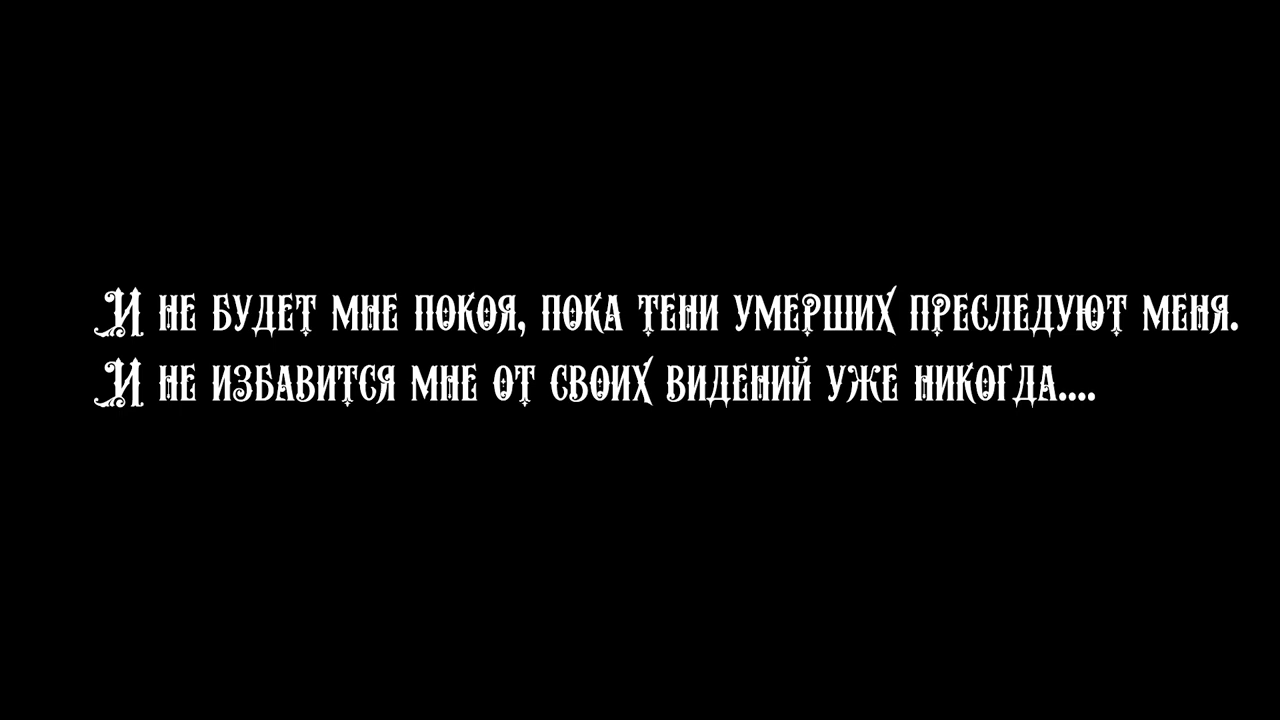 И не будет мне покоя, пока тени умерших преследуют меня.
И не избавится мне от своих видений уже никогда....